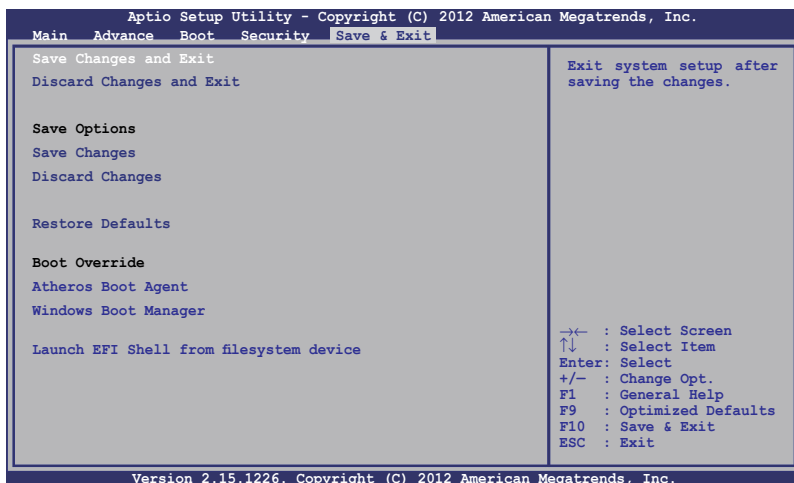 Aptio Setup Utility - Copyright (C) 2012 American Megatrends, Inc.
Main Advance Boot Security Save & Exit
Save Changes and Exit
Discard Changes and Exit
Save Options
Save Changes
Discard Changes
Restore Defaults
Boot Override
Atheros Boot Agent
Windows Boot Manager
Launch EFI Shell from filesystem device
Exit system setup after
saving the changes.
→← : Select Screen
↑↓ : Select Item
Enter: Select
+/— : Change Opt.
F1 : General Help
F9 : Optimized Defaults
F10 : Save & Exit
ESC : Exit
Version 2.15.1226. Copyright (C) 2012 American Megatrends, Inc.